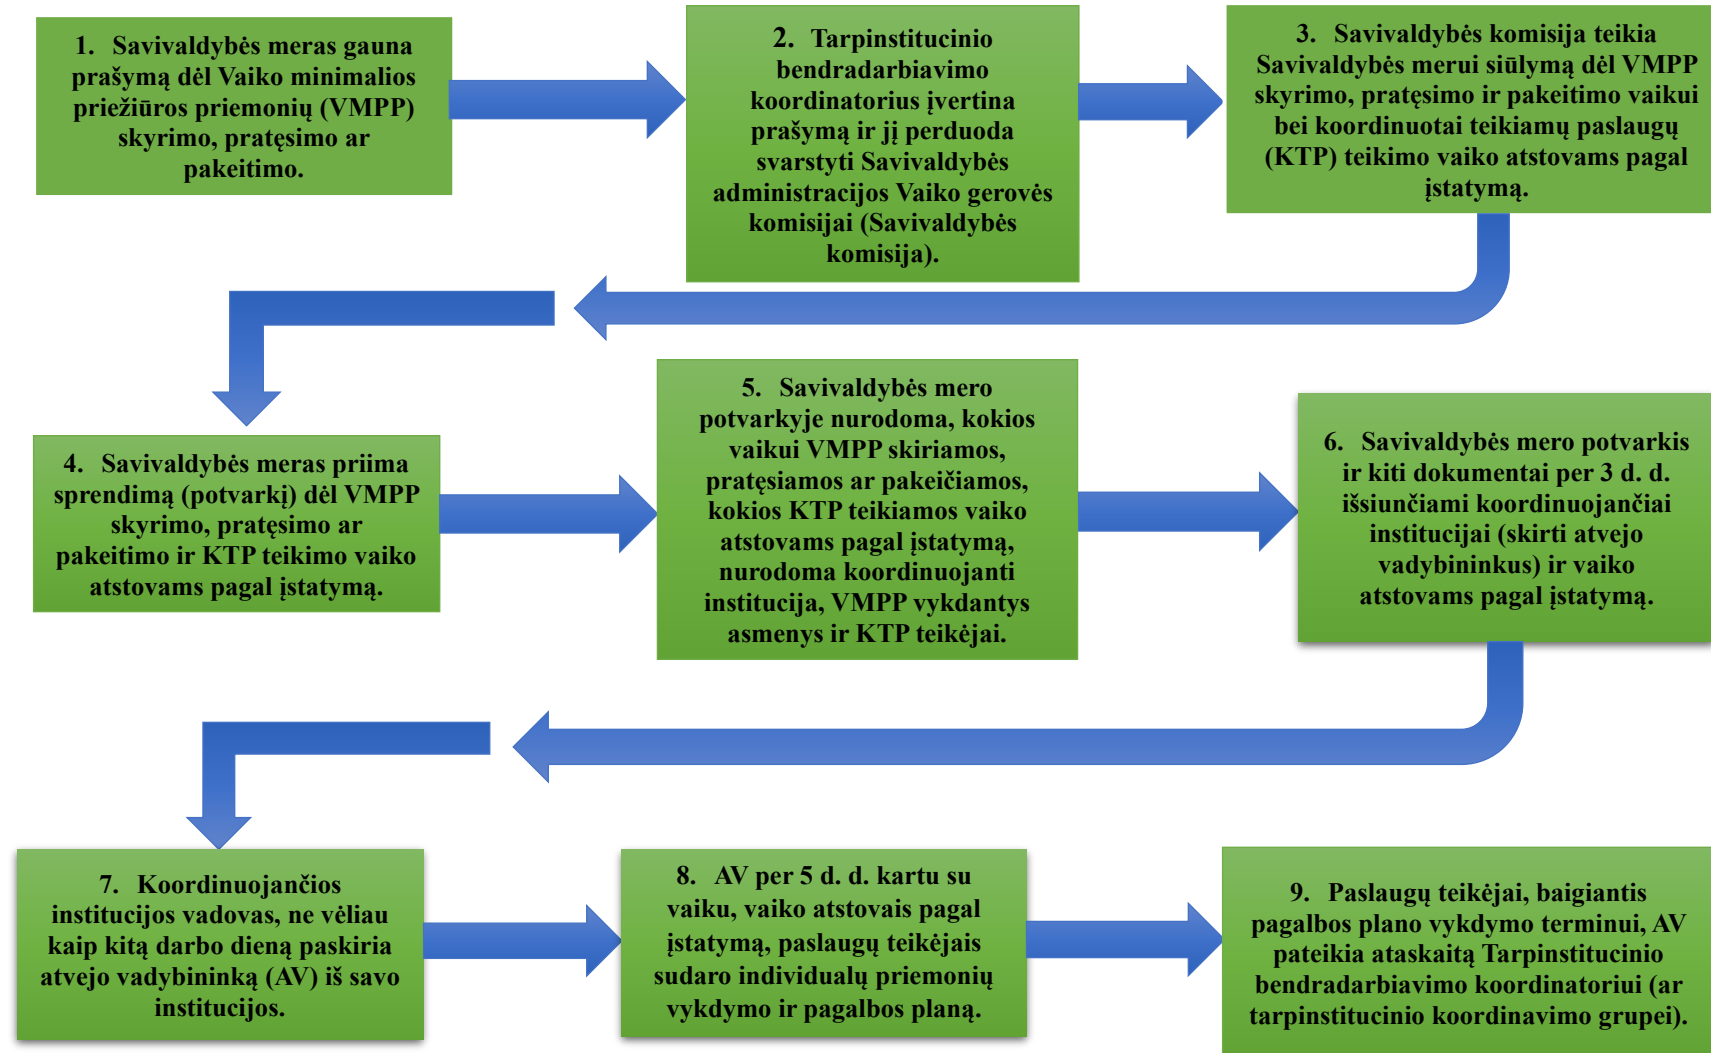 1. Savivaldybės meras gauna
prašymą dėl Vaiko minimalios
priežiūros priemonių (VMPP)
skyrimo, pratęsimo ar
pakeitimo.
2. Tarpinstitucinio
bendradarbiavimo
koordinatorius įvertina
prašymą ir jį perduoda
svarstyti Savivaldybės
administracijos Vaiko gerovės
komisijai (Savivaldybės
komisija).
3. Savivaldybės komisija teikia
Savivaldybės merui siūlymą dėl VMPP
skyrimo, pratęsimo ir pakeitimo vaikui
bei koordinuotai teikiamų paslaugų
(KTP) teikimo vaiko atstovams pagal
įstatymą.
4. Savivaldybės meras priima
sprendimą (potvarkį) dėl VMPP
skyrimo, pratęsimo ar
pakeitimo ir KTP teikimo vaiko
atstovams pagal įstatymą.
5. Savivaldybės mero
potvarkyje nurodoma, kokios
vaikui VMPP skiriamos,
pratęsiamos ar pakeičiamos,
kokios KTP teikiamos vaiko
atstovams pagal įstatymą,
nurodoma koordinuojanti
institucija, VMPP vykdantys
asmenys ir KTP teikėjai.
6. Savivaldybės mero potvarkis
ir kiti dokumentai per 3 d. d.
išsiunčiami koordinuojančiai
institucijai (skirti atvejo
vadybininkus) ir vaiko
atstovams pagal įstatymą.
7. Koordinuojančios
institucijos vadovas, ne vėliau
kaip kitą darbo dieną paskiria
atvejo vadybininką (AV) iš savo
institucijos.
8. AV per 5 d. d. kartu su
vaiku, vaiko atstovais pagal
įstatymą, paslaugų teikėjais
sudaro individualų priemonių
vykdymo ir pagalbos planą.
9. Paslaugų teikėjai, baigiantis
pagalbos plano vykdymo terminui, AV
pateikia ataskaitą Tarpinstitucinio
bendradarbiavimo koordinatoriui (ar
tarpinstitucinio koordinavimo grupei).